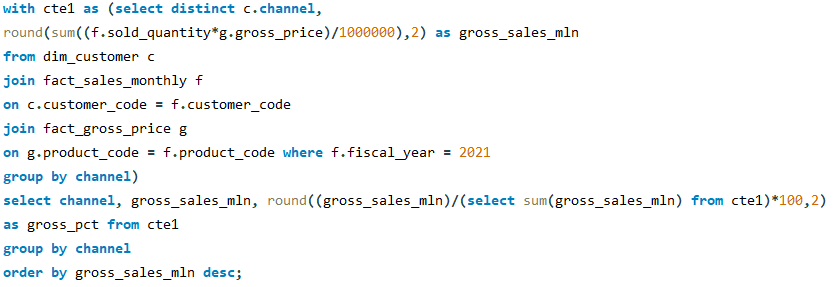 with cte1 as (select distinct c.channel,
round(sum((f.sold_quantity*g.gross_price)/1000000),2) as gross_sales_mln
from dim_customer c
join fact_sales_monthly f
on c.customer_code = f.customer_code
join fact_gross_price g
on g.product_code = f.product_code where f.fiscal_year = 2021
group by channel)
select channel, gross_sales_mln, round((gross_sales_mln)/(select sum(gross_sales_mln) from cte1)*100,2)
as gross_pct from cte1
group by channel
order by gross_sales_mln desc;